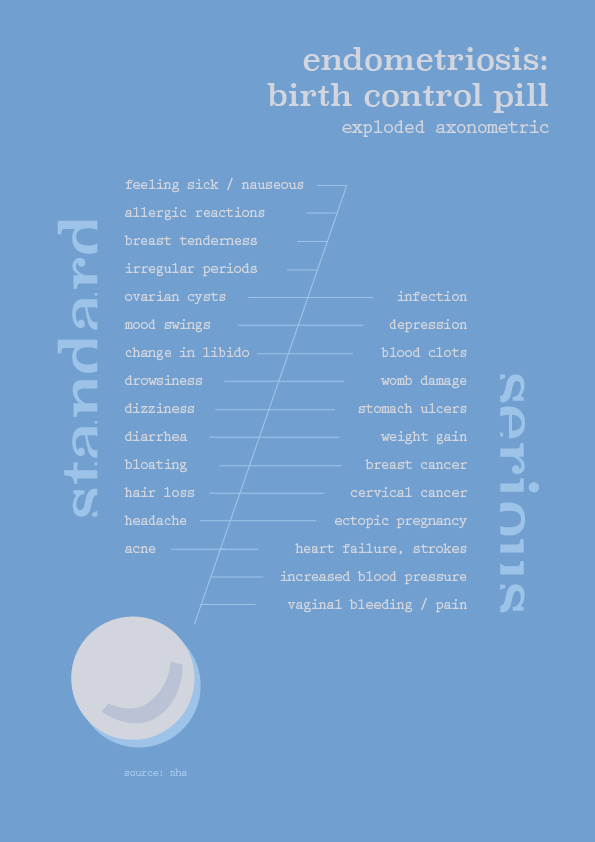 endometriosis:
birth control pill
exploded axonometric
standard
feeling sick / nauseous
allergic reactions
breast tenderness
irregular periods
ovarian cysts
mood swings
change in libido
drowsiness
dizziness
diarrhea
bloating
hair loss
headache
acne
serious
infection
depression
blood clots
womb damage
stomach ulcers
weight gain
breast cancer
cervical cancer
ectopic pregnancy
heart failure, strokes
increased blood pressure
vaginal bleeding / pain
source: nhs